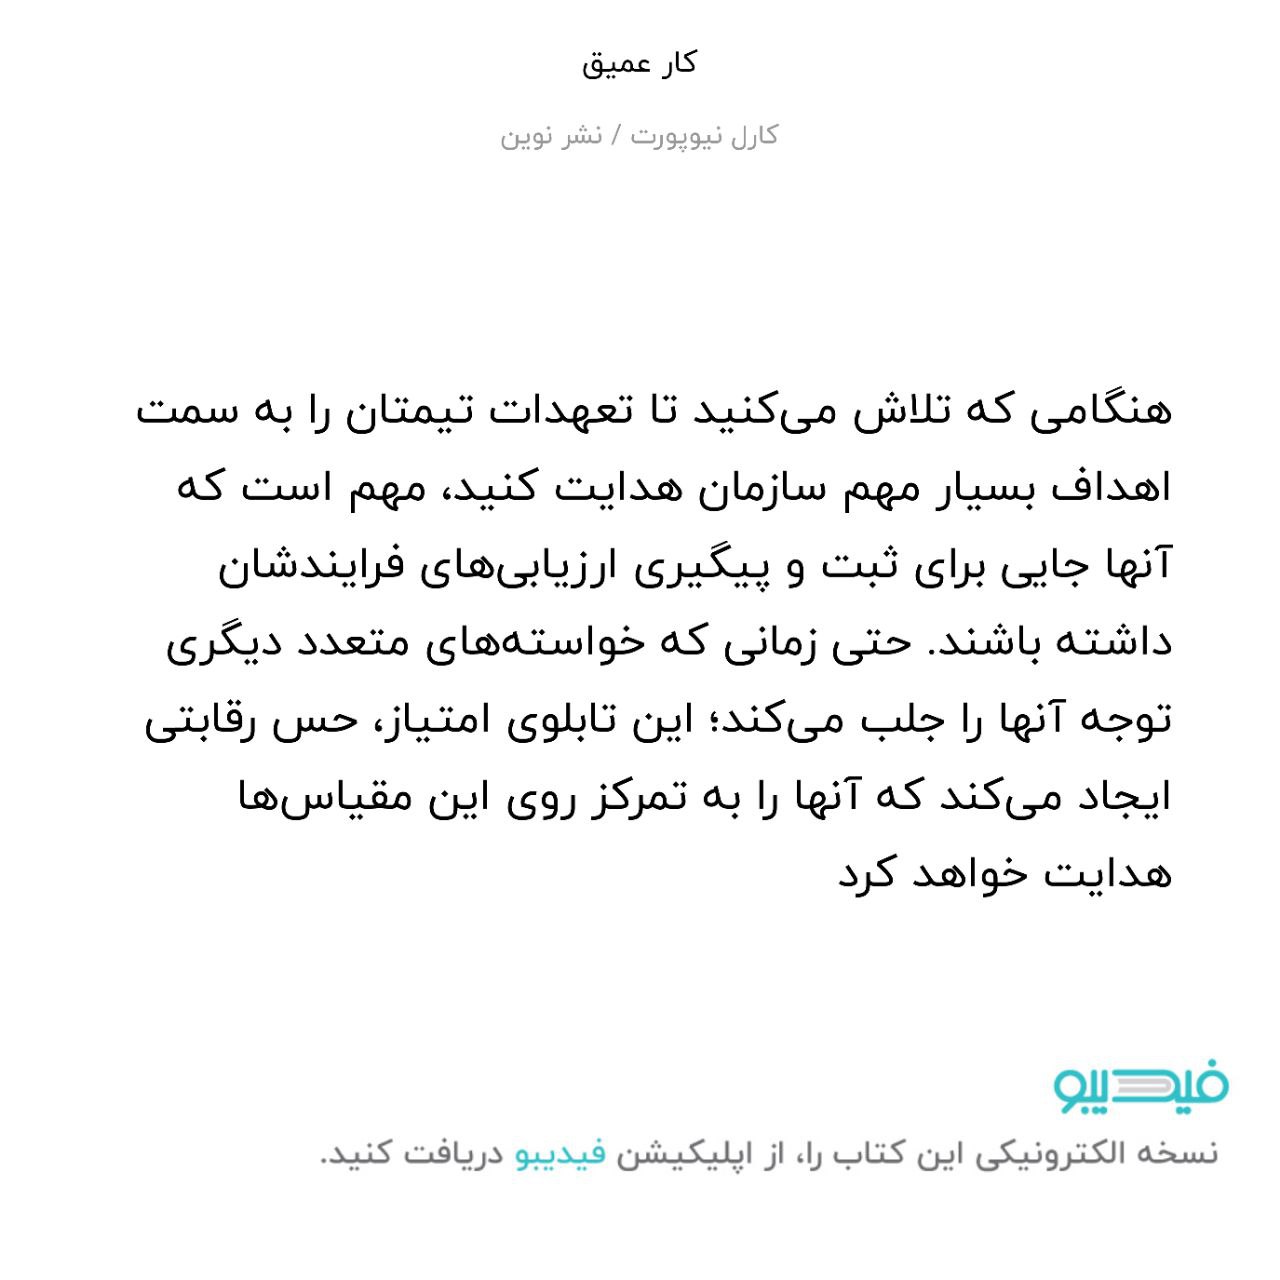 کار عمیق
کارل نیوپورت / نشر نوین
هنگامی که تلاش می‌کنید تا تعهدات تیمتان را به سمت
اهداف بسیار مهم سازمان هدایت کنید، مهم است که
آنها جایی برای ثبت و پیگیری ارزیابی‌های فرایندشان
داشته باشند. حتی زمانی که خواسته‌های متعدد دیگری
توجه آنها را جلب می‌کند؛ این تابلوی امتیاز، حس رقابتی
ایجاد می‌کند که آنها را به تمرکز روی این مقیاس‌ها
هدایت خواهد کرد
فیدیبو
نسخه الکترونیکی این کتاب را، از اپلیکیشن فیدیبو دریافت کنید.